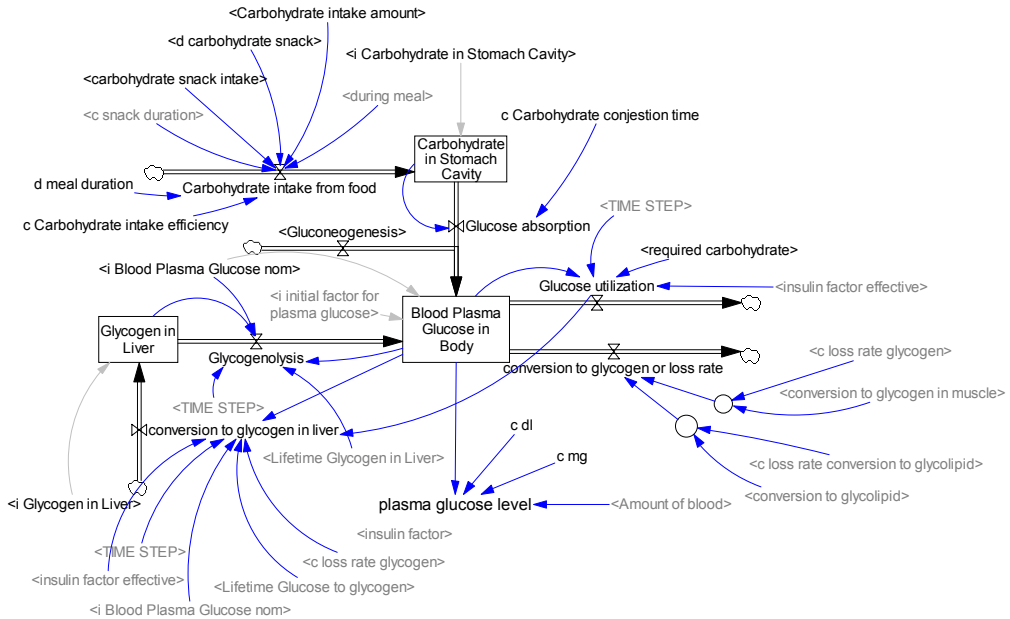 <Carbohydrate intake amount>
<d carbohydrate snack>
<i Carbohydrate in Stomach Cavity>
<carbohydrate snack intake>
<during meal>
<c snack duration>
c Carbohydrate conjestion time
Carbohydrate
in Stomach
Cavity
d meal duration
Carbohydrate intake from food
c Carbohydrate intake efficiency
<TIME STEP>
Glucose absorption
<Gluconeogenesis>
<required carbohydrate>
<i Blood Plasma Glucose nom>
Glucose utilization
<insulin factor effective>
<i initial factor for
plasma glucose>
Blood Plasma
Glucose in
Body
Glycogen in
Liver
Glycogenolysis
conversion to glycogen or loss rate
<c loss rate glycogen>
<conversion to glycogen in muscle>
<TIME STEP>
conversion to glycogen in liver
c dl
<Lifetime Glycogen in Liver>
c mg
<c loss rate conversion to glycolipid>
<conversion to glycolipid>
<i Glycogen in Liver>
plasma glucose level
<Amount of blood>
<insulin factor>
<TIME STEP>
<c loss rate glycogen>
<insulin factor effective>
<Lifetime Glucose to glycogen>
<i Blood Plasma Glucose nom>